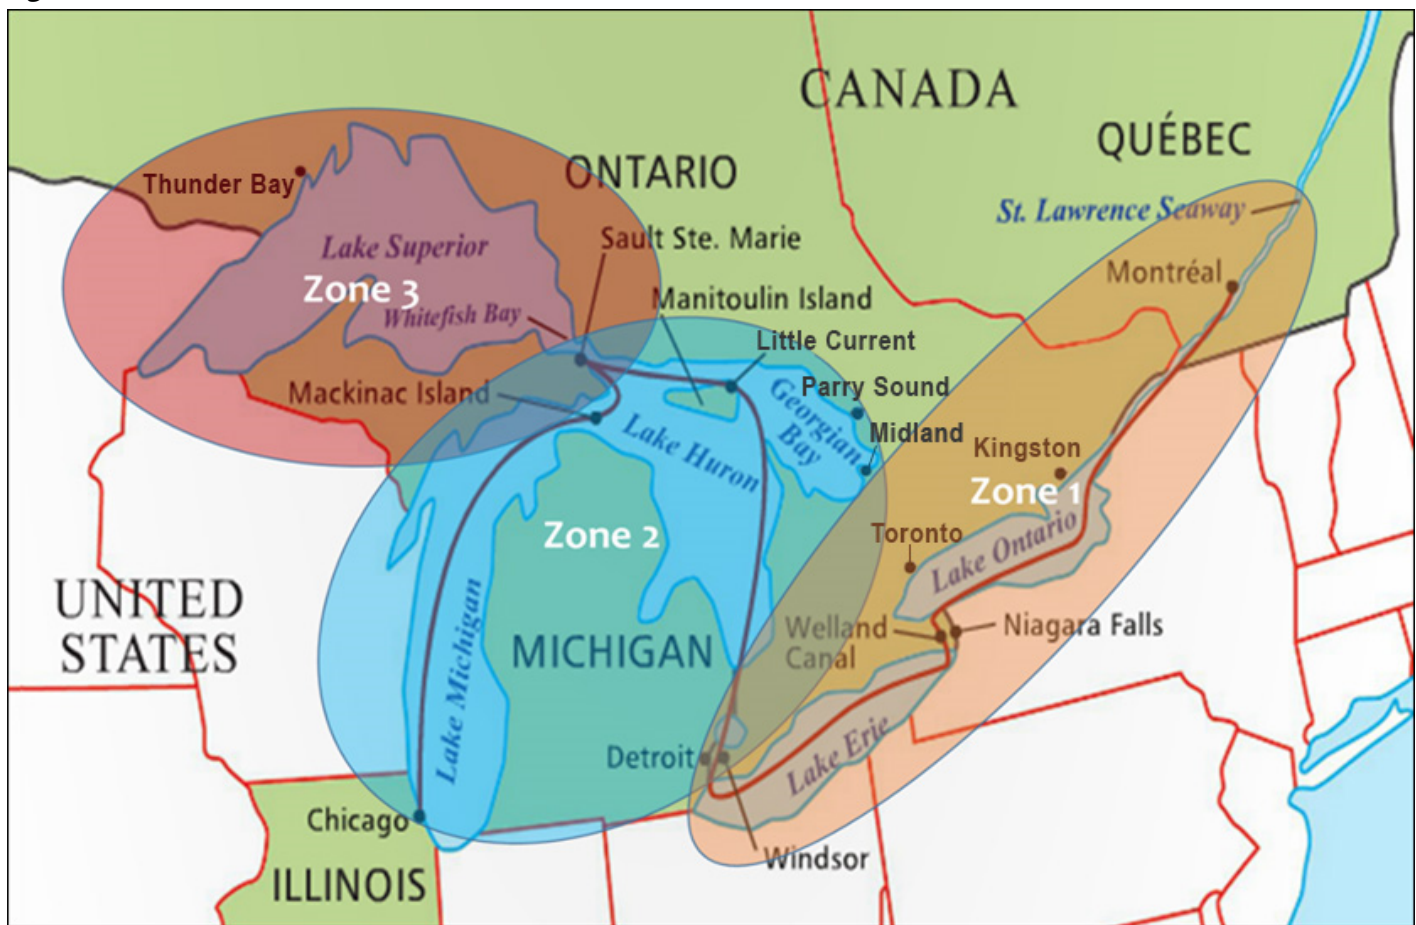 CANADA
QUÉBEC
ONTARIO
Thunder Bay
St. Lawrence Seaway
Sault Ste. Marie
Lake Superior
Montréal
Zone 3
Manitoulin Island
Whitefish Bay
Little Current
Mackinac Island
Parry Sound
Georgian
Bay
Midland
Lake Huron
Kingston
Zone 1
Zone 2
Toronto
Lake Ontario
UNITED
STATES
Welland
Canal
Niagara Falls
MICHIGAN
Lake Michigan
Detroit
Lake Erie
Chicago
Windsor
ILLINOIS